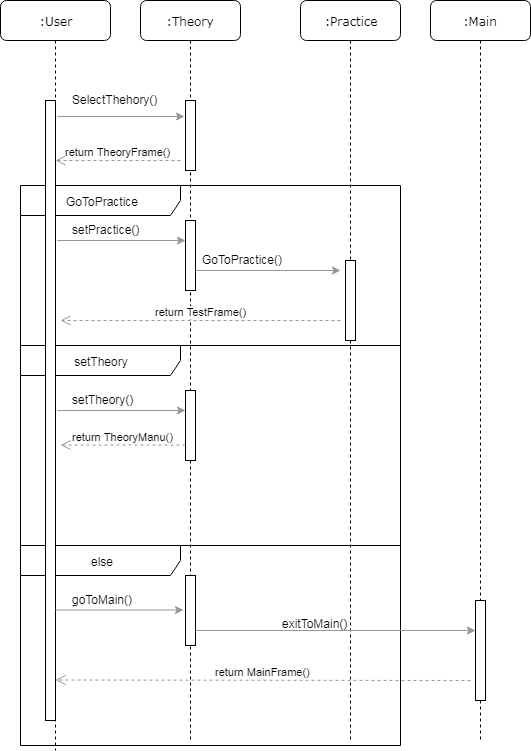 :User
:Theory
:Practice
:Main
SelectThehory()
return TheoryFrame()
GoToPractice
setPractice()
GoToPractice()
return TestFrame()
setTheory
setTheory()
return TheoryManu()
else
goToMain()
exitToMain()
return MainFrame()